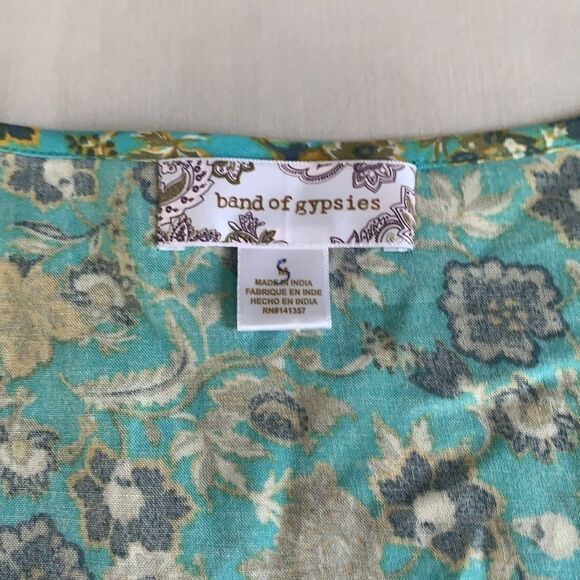 band of gypsies
S
MADE IN INDIA
FABRIQUE EN INDE
HECHO EN INDIA
RN#141357